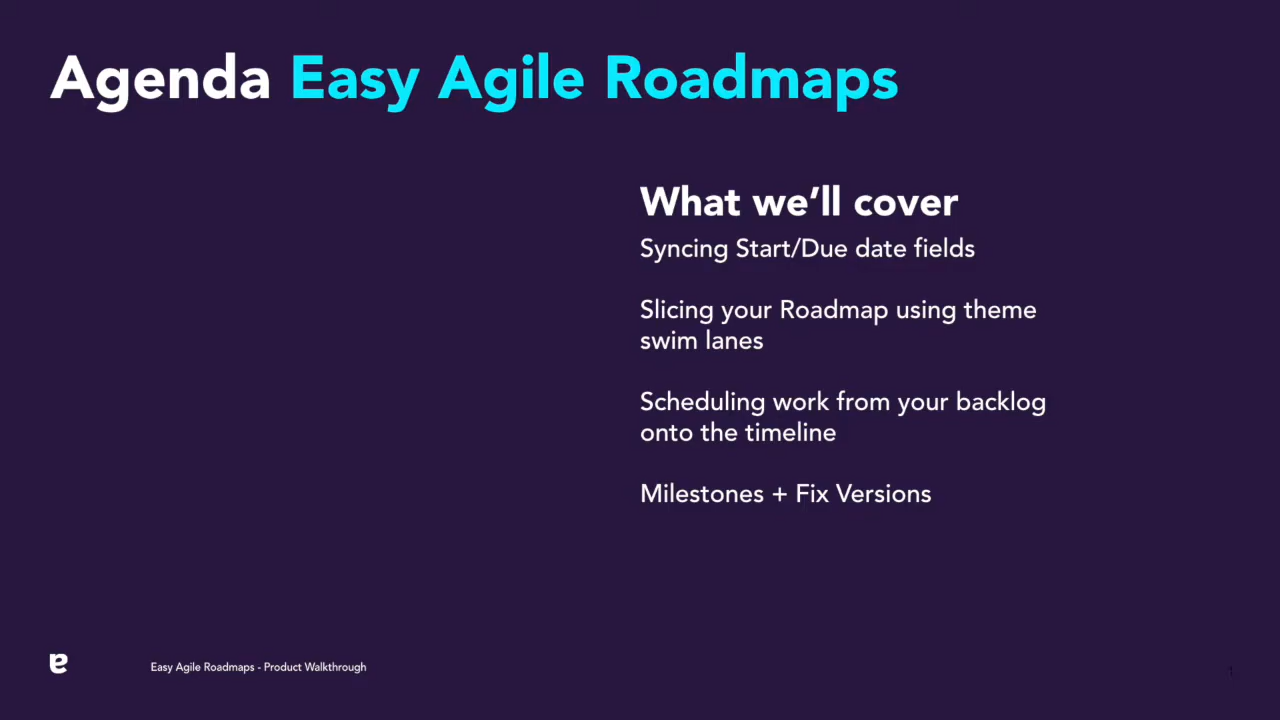 Agenda Easy Agile Roadmaps
What we’ll cover
Syncing Start/Due date fields
Slicing your Roadmap using theme
swim lanes
Scheduling work from your backlog
onto the timeline
Milestones + Fix Versions
Easy Agile Roadmaps - Product Walkthrough
1